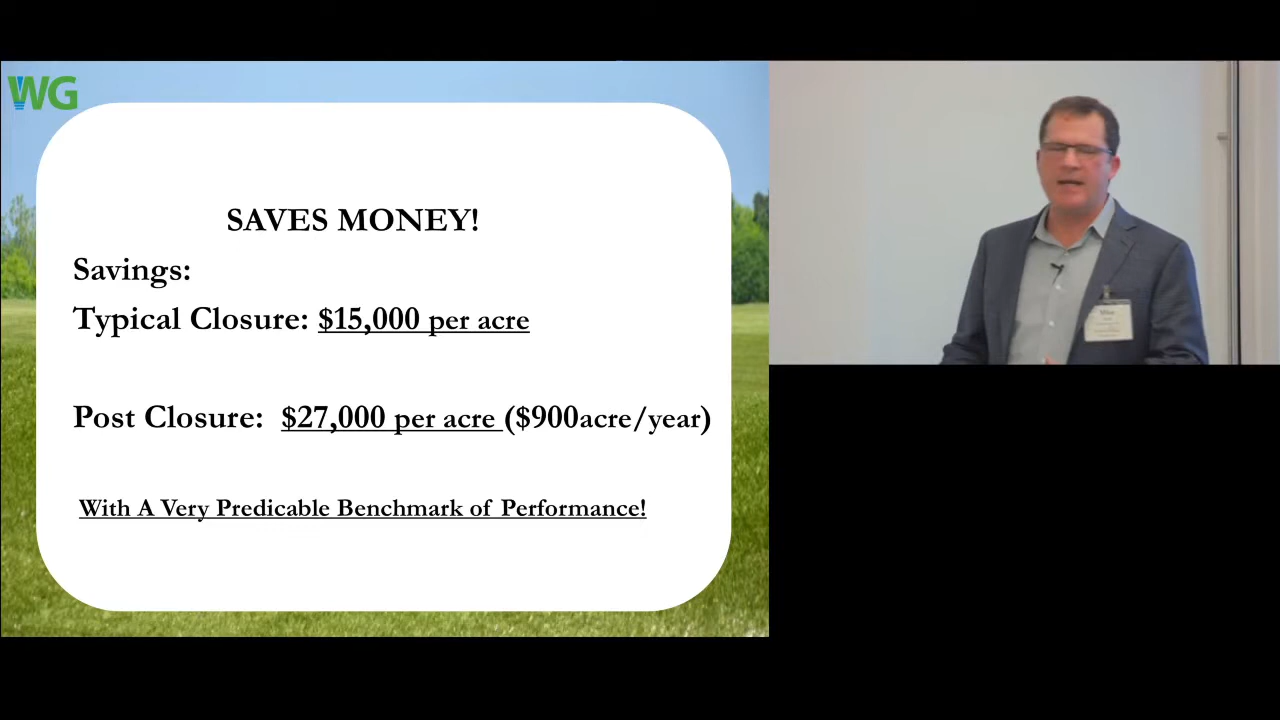 WG
SAVES MONEY!
Savings:
Typical Closure: $15,000 per acre
Post Closure: $27,000 per acre ($900acre/year)
With A Very Predicable Benchmark of Performance!